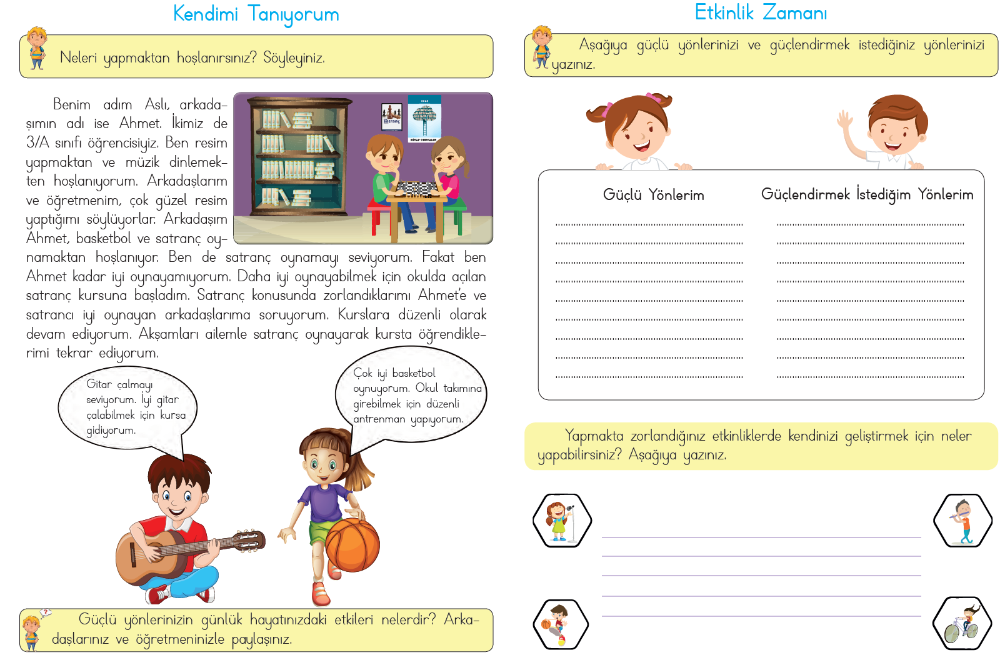 Kendimi Tanıyorum
Neleri yapmaktan hoşlanırsınız? Söyleyiniz.
Benim adım Aslı, arkada-
şımın adı ise Ahmet. İkimiz de
3/A sınıfı öğrencisiyiz. Ben resim
yapmaktan ve müzik dinlemek-
ten hoşlanıyorum. Arkadaşlarım
ve öğretmenim, çok güzel resim
yaptığımı söylüyorlar. Arkadaşım
Ahmet, basketbol ve satranç oy-
namaktan hoşlanıyor. Ben de satranç oynamayı seviyorum. Fakat ben
Ahmet kadar iyi oynayamıyorum. Daha iyi oynayabilmek için okulda açılan
satranç kursuna başladım. Satranç konusunda zorlandıklarımı Ahmet'e ve
satrancı iyi oynayan arkadaşlarıma soruyorum. Kurslara düzenli olarak
devam ediyorum. Akşamları ailemle satranç oynayarak kursta öğrendikle-
rimi tekrar ediyorum.
satranç
KİTAP OKUYALIM
Gitar çalmayı
seviyorum. İyi gitar
çalabilmek için kursa
gidiyorum.
Çok iyi basketbol
oynuyorum. Okul takımına
girebilmek için düzenli
antrenman yapıyorum.
?
Güçlü yönlerinizin günlük hayatınızdaki etkileri nelerdir? Arka-
daşlarınız ve öğretmeninizle paylaşınız.
Etkinlik Zamanı
Aşağıya güçlü yönlerinizi ve güçlendirmek istediğiniz yönlerinizi
yazınız.
Güçlü Yönlerim
Güçlendirmek İstediğim Yönlerim
Yapmakta zorlandığınız etkinliklerde kendinizi geliştirmek için neler
yapabilirsiniz? Aşağıya yazınız.